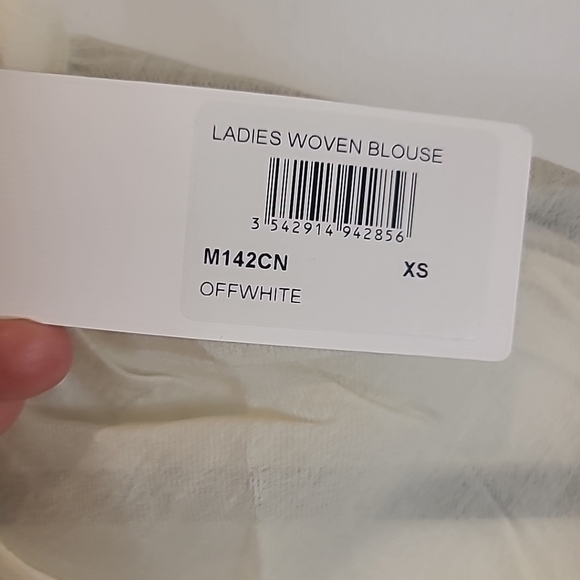 LADIES WOVEN BLOUSE
3 542914 942856
M142CN XS
OFFWHITE